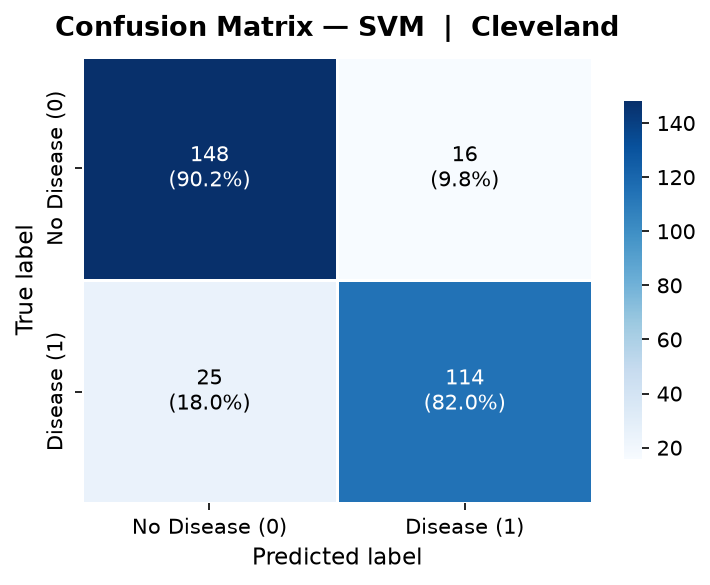 Confusion Matrix — SVM | Cleveland
True label
No Disease (0)
Disease (1)
148
(90.2%)
16
(9.8%)
25
(18.0%)
114
(82.0%)
No Disease (0)
Disease (1)
Predicted label
140
120
100
80
60
40
20